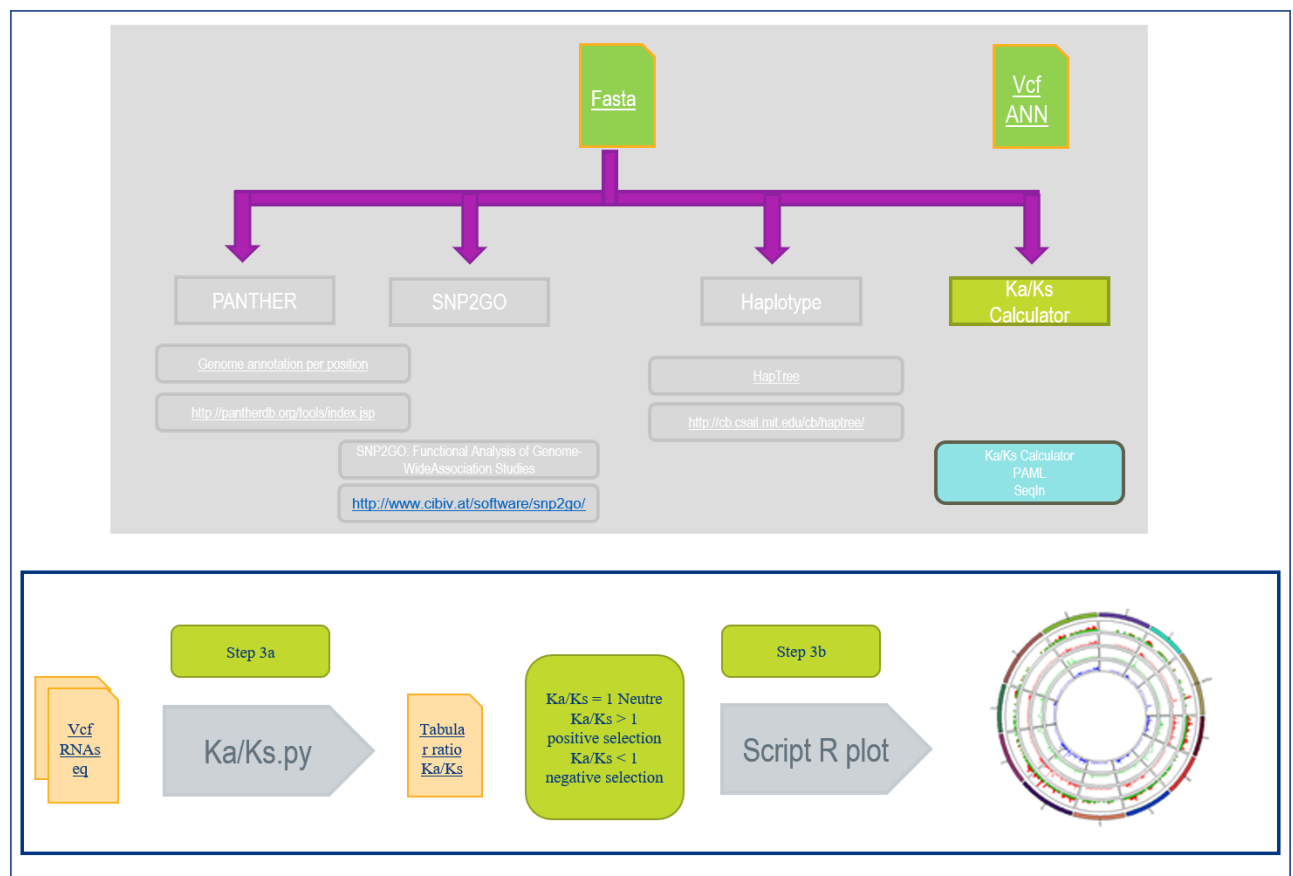 Fasta
Vcf
ANN
PANTHER
SNP2GO
Haplotype
Ka/Ks
Calculator
Genome annotation per position
http://pantherdb.org/tools/index.jsp
HapTree
http://cb.csail.mit.edu/cb/haptree/
SNP2GO: Functional Analysis of Genome-
WideAssociation Studies
http://www.cibiv.at/software/snp2go/
Ka/Ks Calculator
PAML
SeqIn
Step 3a
Step 3b
Vcf
RNAs
eq
Ka/Ks.py
Tabula
r ratio
Ka/Ks
Ka/Ks = 1 Neutre
Ka/Ks > 1
positive selection
Ka/Ks < 1
negative selection
Script R plot